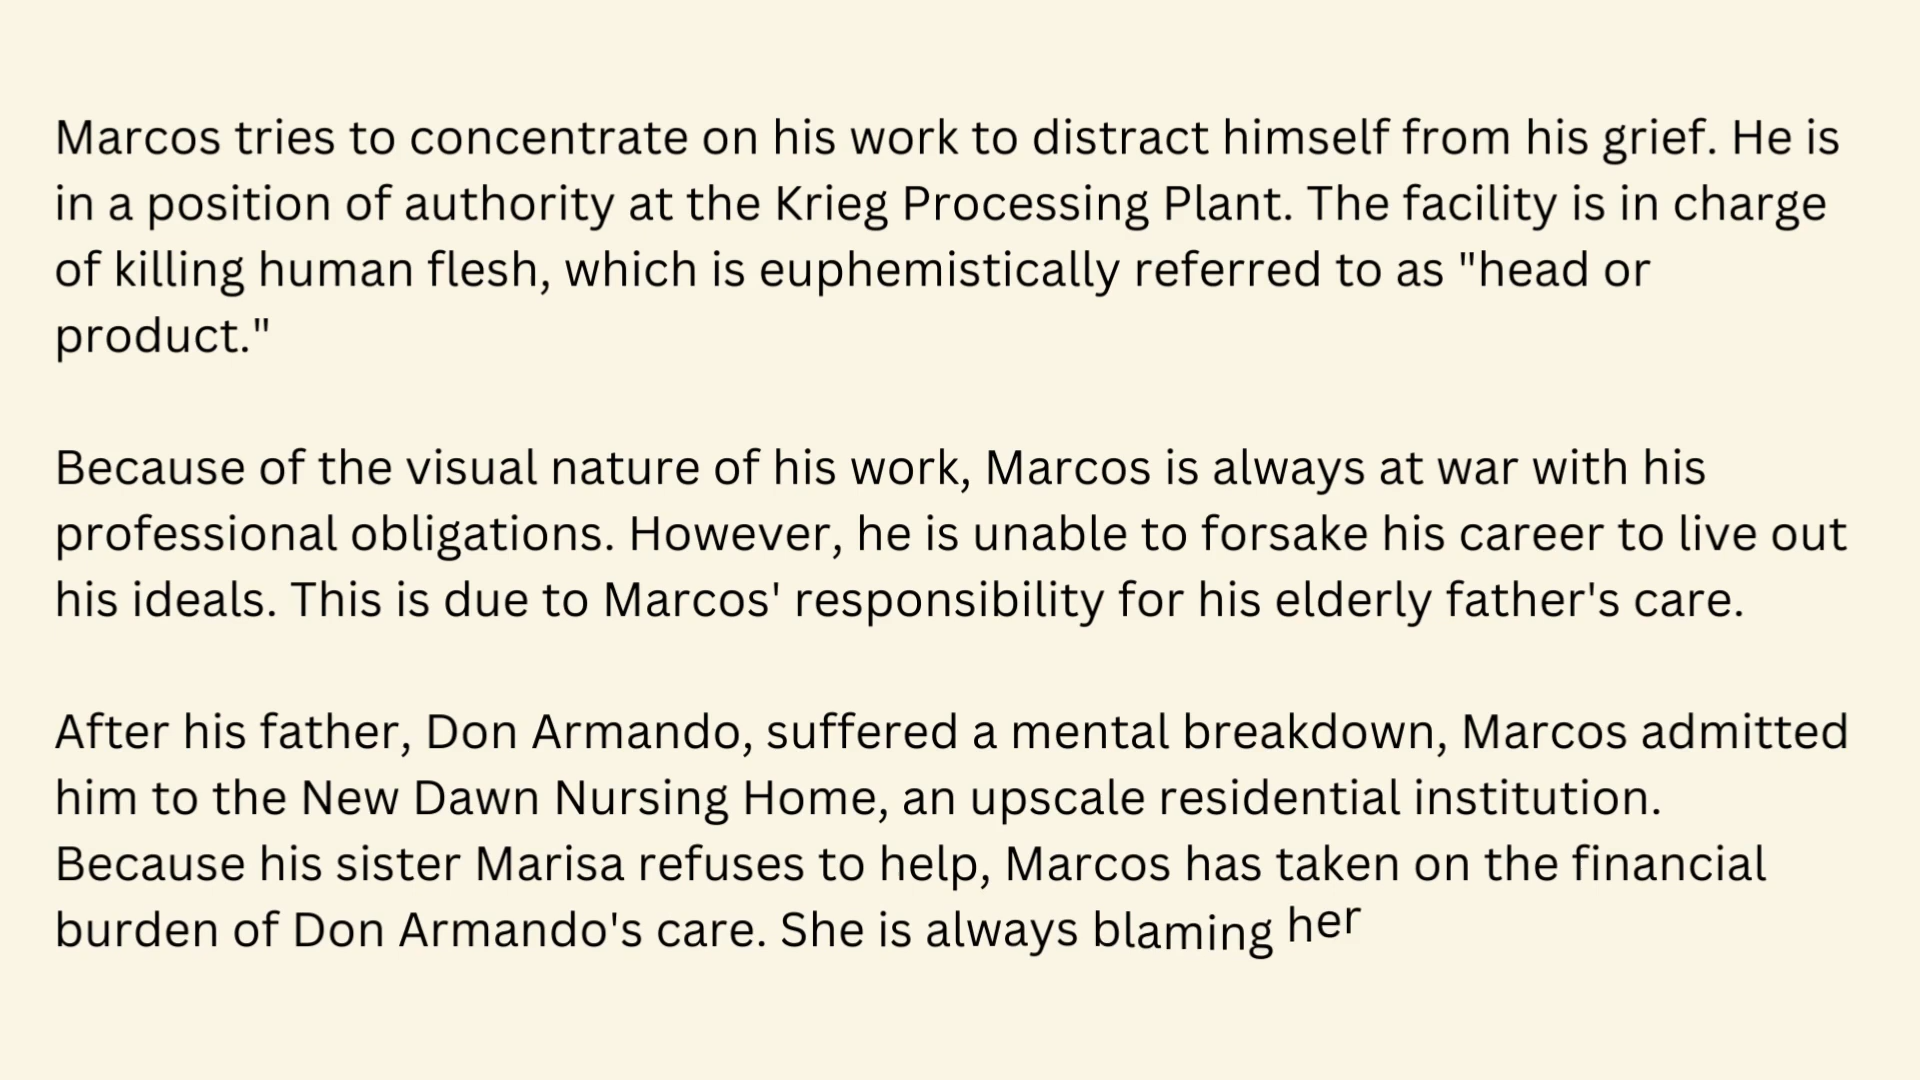 Marcos tries to concentrate on his work to distract himself from his grief. He is
in a position of authority at the Krieg Processing Plant. The facility is in charge
of killing human flesh, which is euphemistically referred to as "head or
product."
Because of the visual nature of his work, Marcos is always at war with his
professional obligations. However, he is unable to forsake his career to live out
his ideals. This is due to Marcos' responsibility for his elderly father's care.
After his father, Don Armando, suffered a mental breakdown, Marcos admitted
him to the New Dawn Nursing Home, an upscale residential institution.
Because his sister Marisa refuses to help, Marcos has taken on the financial
burden of Don Armando's care. She is always blaming her